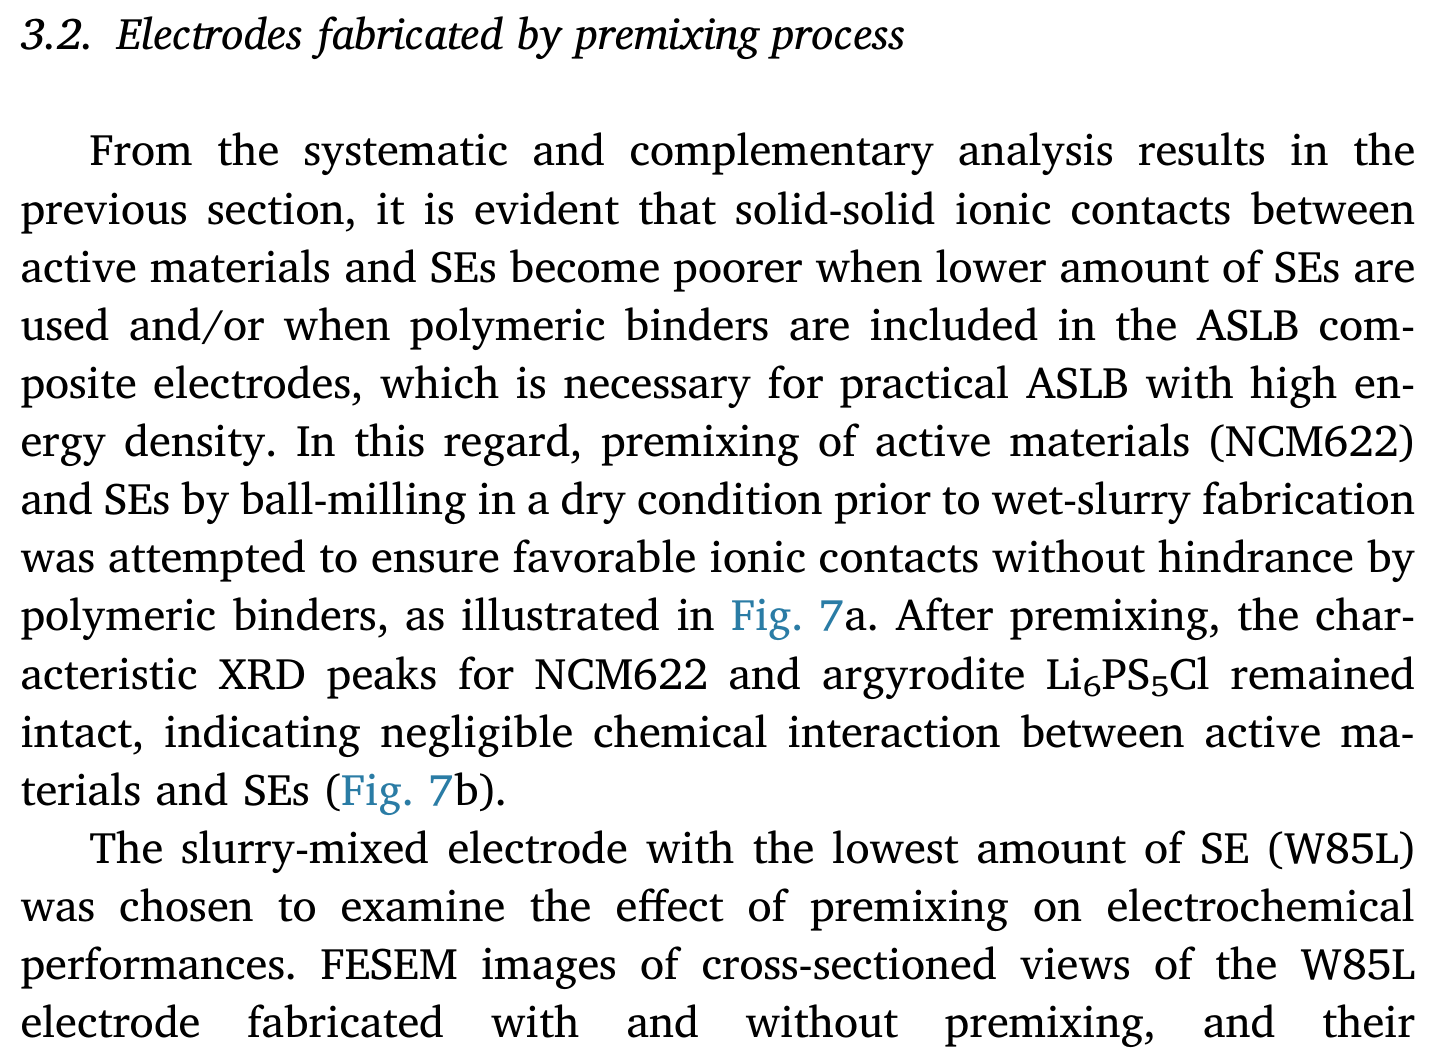 3.2. Electrodes fabricated by premixing process
From the systematic and complementary analysis results in the
previous section, it is evident that solid-solid ionic contacts between
active materials and SEs become poorer when lower amount of SEs are
used and/or when polymeric binders are included in the ASLB com-
posite electrodes, which is necessary for practical ASLB with high en-
ergy density. In this regard, premixing of active materials (NCM622)
and SEs by ball-milling in a dry condition prior to wet-slurry fabrication
was attempted to ensure favorable ionic contacts without hindrance by
polymeric binders, as illustrated in Fig. 7a. After premixing, the char-
acteristic XRD peaks for NCM622 and argyrodite Li₆PS₅Cl remained
intact, indicating negligible chemical interaction between active ma-
terials and SEs (Fig. 7b).
The slurry-mixed electrode with the lowest amount of SE (W85L)
was chosen to examine the effect of premixing on electrochemical
performances. FESEM images of cross-sectioned views of the W85L
electrode fabricated with and without premixing, and their